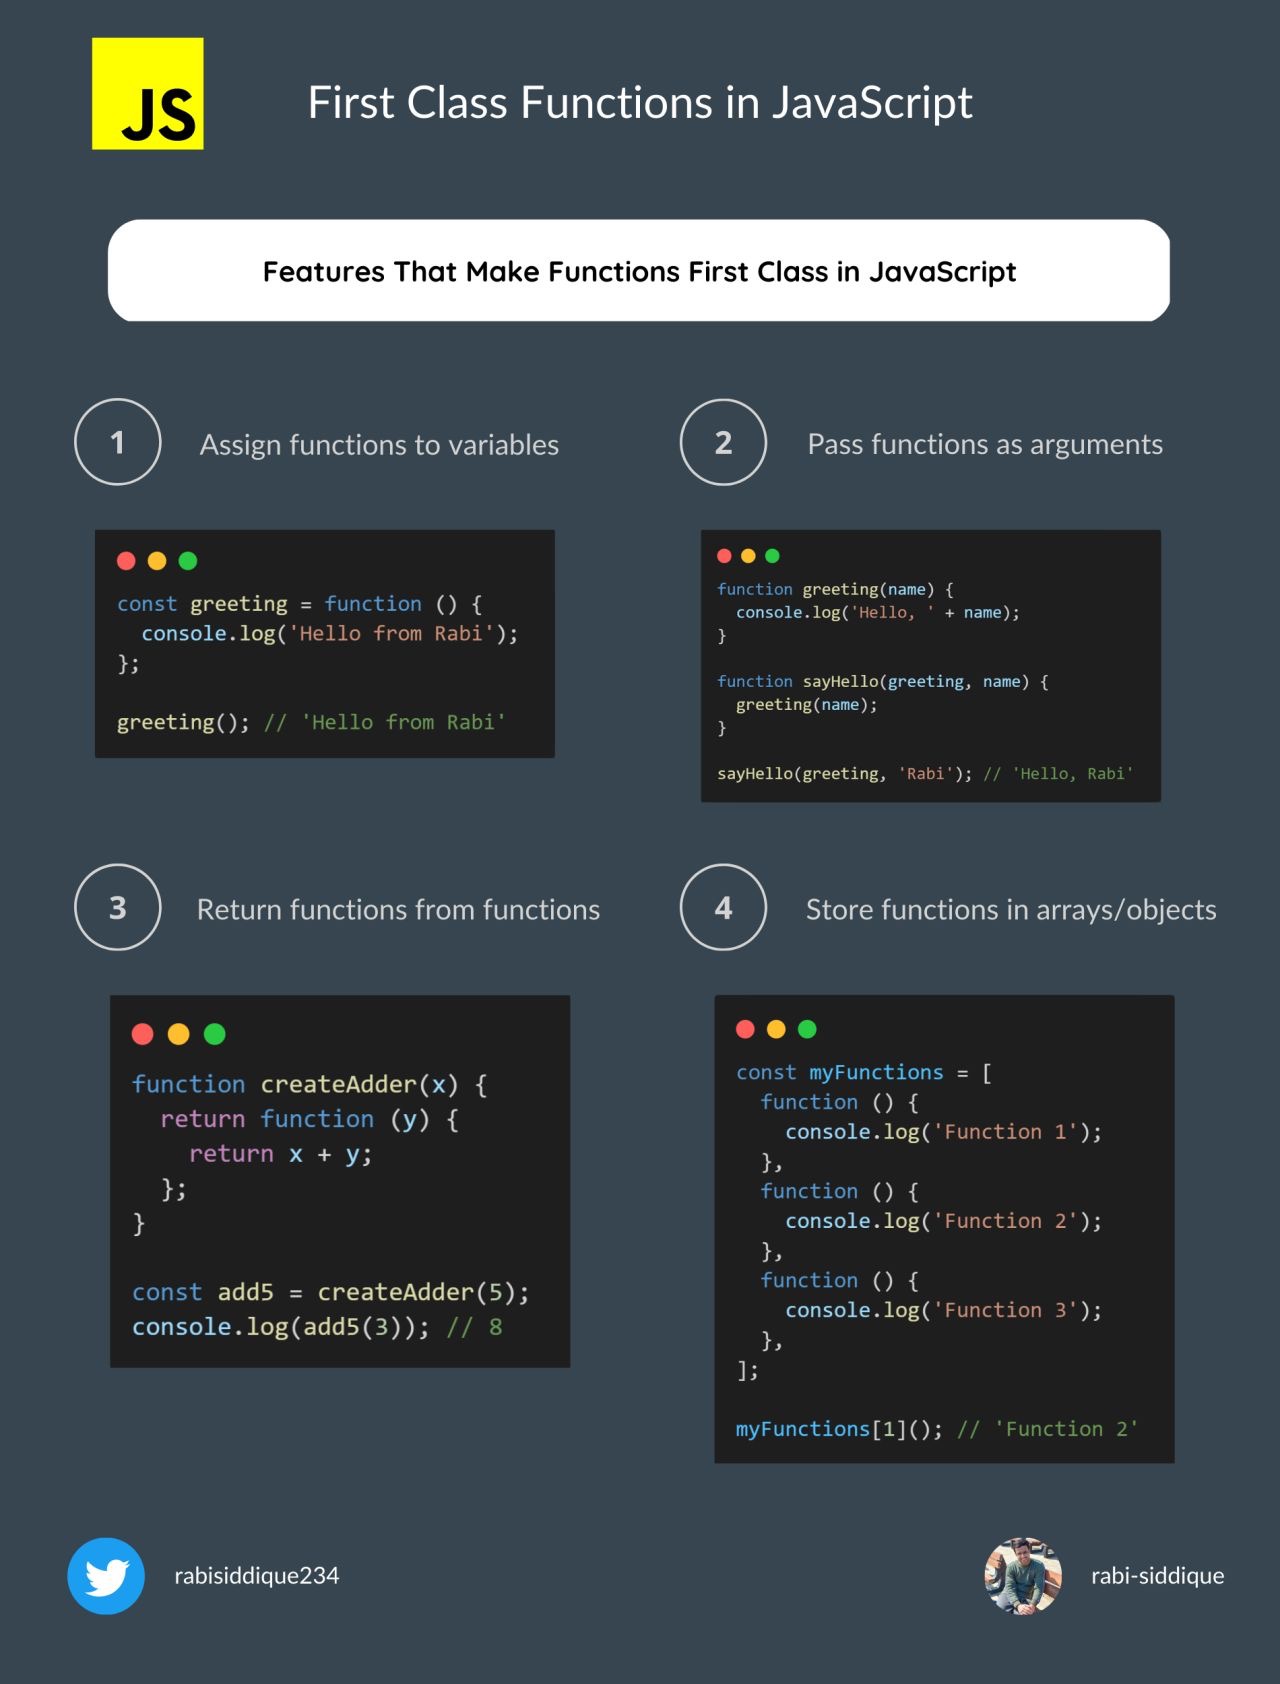 JS
First Class Functions in JavaScript
Features That Make Functions First Class in JavaScript
1
Assign functions to variables
const greeting = function () {
  console.log('Hello from Rabi');
};
greeting(); // 'Hello from Rabi'
2
Pass functions as arguments
function greeting(name) {
  console.log('Hello, ' + name);
}
function sayHello(greeting, name) {
  greeting(name);
}
sayHello(greeting, 'Rabi'); // 'Hello, Rabi'
3
Return functions from functions
function createAdder(x) {
  return function (y) {
    return x + y;
  };
}
const add5 = createAdder(5);
console.log(add5(3)); // 8
4
Store functions in arrays/objects
const myFunctions = [
  function () {
    console.log('Function 1');
  },
  function () {
    console.log('Function 2');
  },
  function () {
    console.log('Function 3');
  },
];
myFunctions[1](); // 'Function 2'
rabisiddique234
rabi-siddique